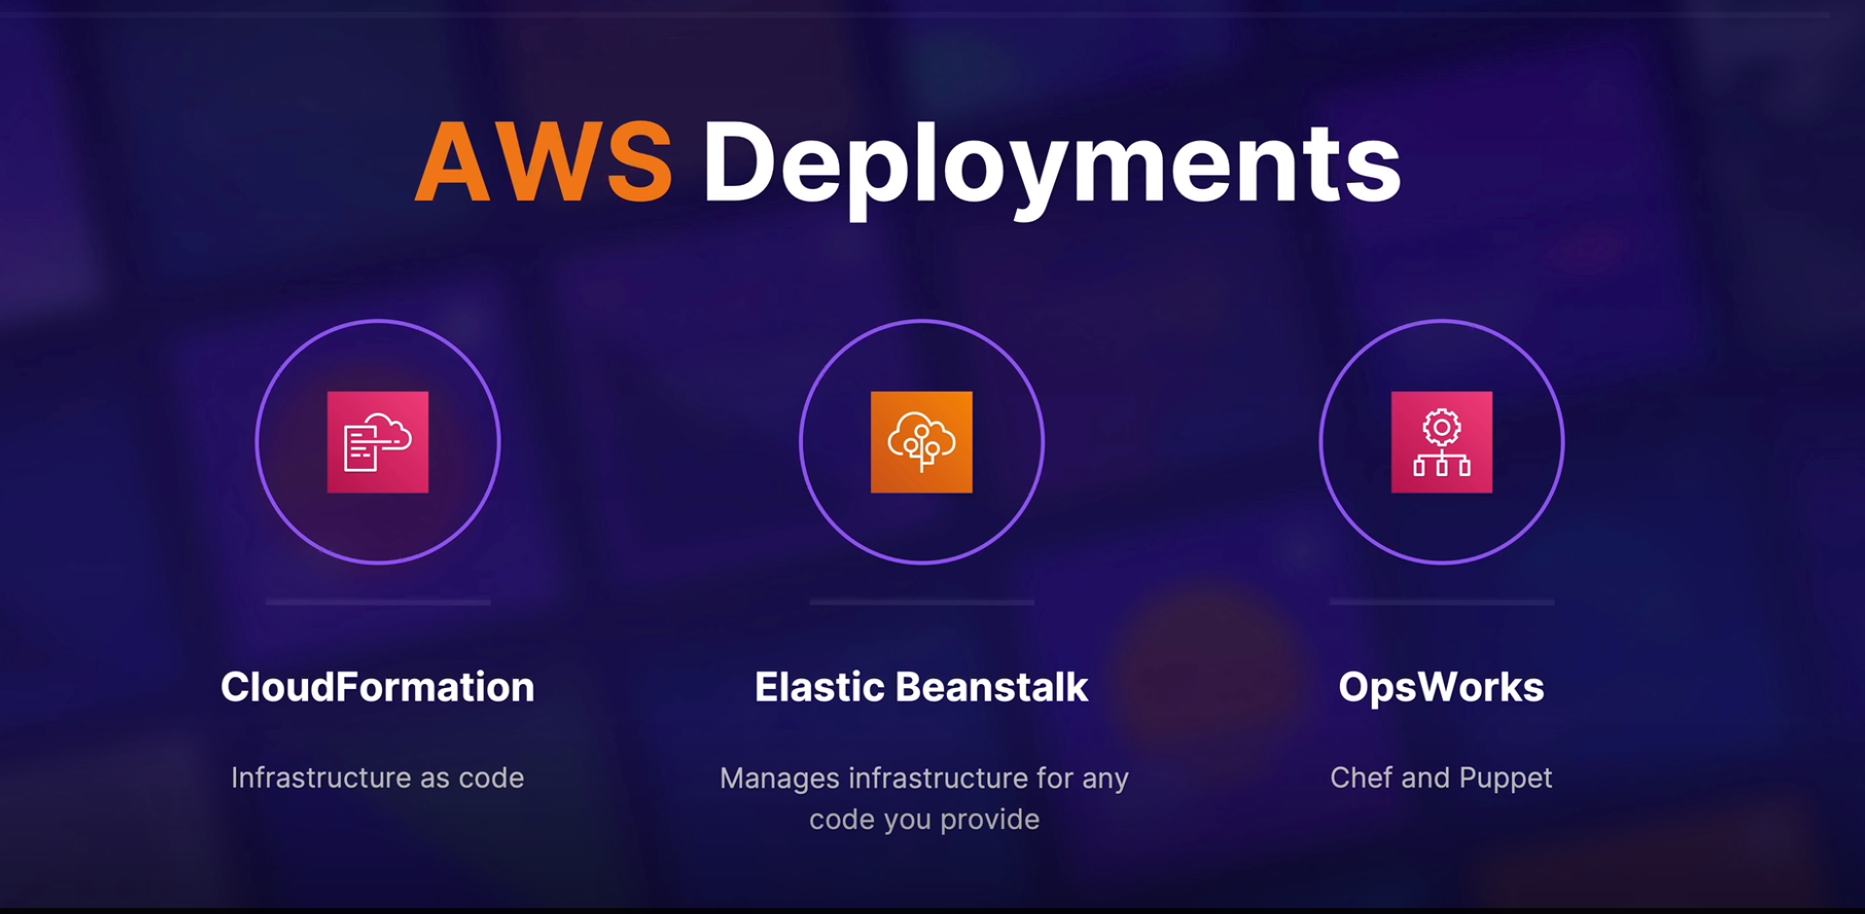 AWS Deployments
CloudFormation
Infrastructure as code
Elastic Beanstalk
Manages infrastructure for any
code you provide
OpsWorks
Chef and Puppet